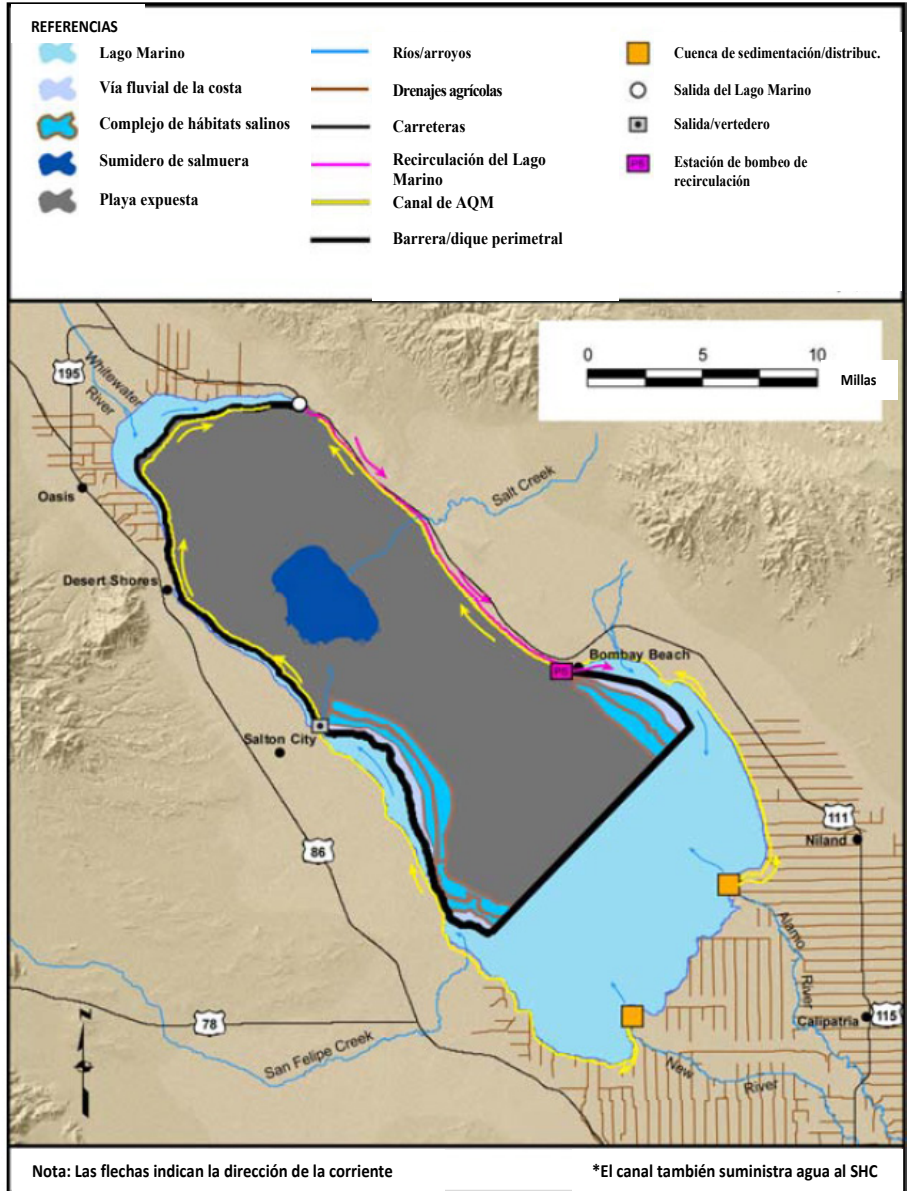 REFERENCIAS
Lago Marino
Vía fluvial de la costa
Complejo de hábitats salinos
Sumidero de salmuera
Playa expuesta
Ríos/arroyos
Drenajes agrícolas
Carreteras
Recirculación del Lago
Marino
Canal de AQM
Barrera/dique perimetral
Cuenca de sedimentación/distribuc.
Salida del Lago Marino
Salida/vertedero
PS
Estación de bombeo de
recirculación
0 5 10
Millas
195
Whitewater
River
Oasis
Salt Creek
Desert Shores
PS
Bombay Beach
Salton City
86
111
Niland
Alamo
River
Calipatria
115
78
San Felipe Creek
New
River
N
Nota: Las flechas indican la dirección de la corriente
*El canal también suministra agua al SHC